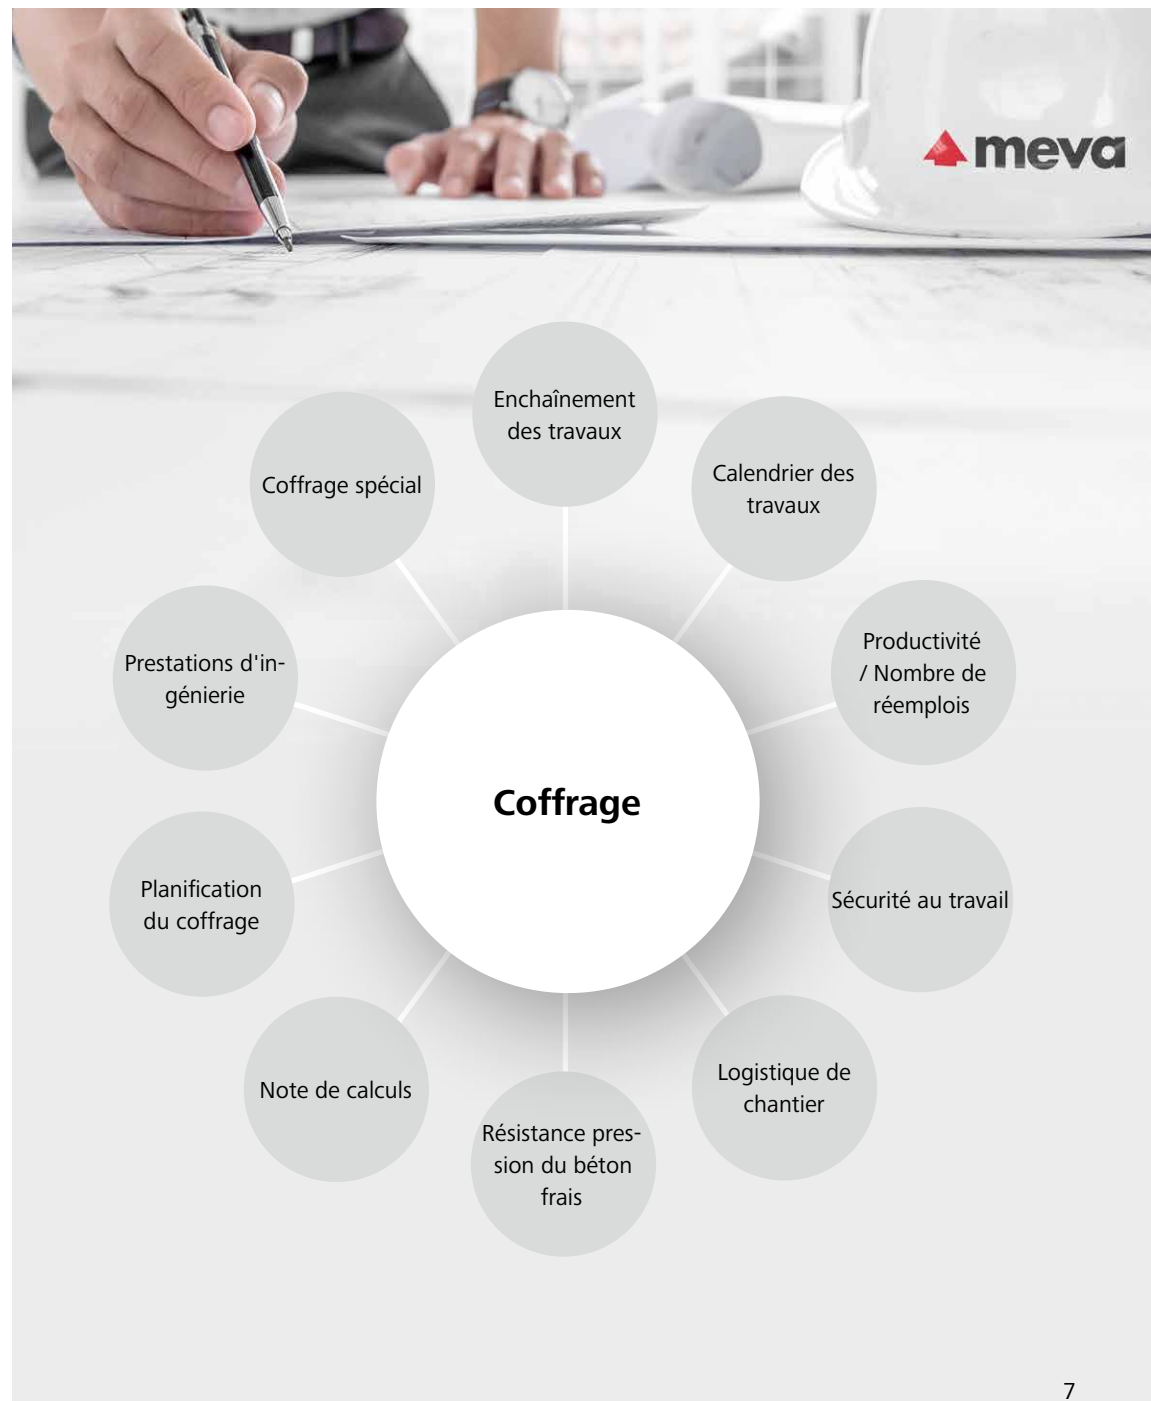 meva
Enchaînement
des travaux
Calendrier des
travaux
Coffrage spécial
Productivité
/ Nombre de
réemplois
Prestations d'in-
génierie
Coffrage
Sécurité au travail
Planification
du coffrage
Logistique de
chantier
Note de calculs
Résistance pres-
sion du béton
frais
7